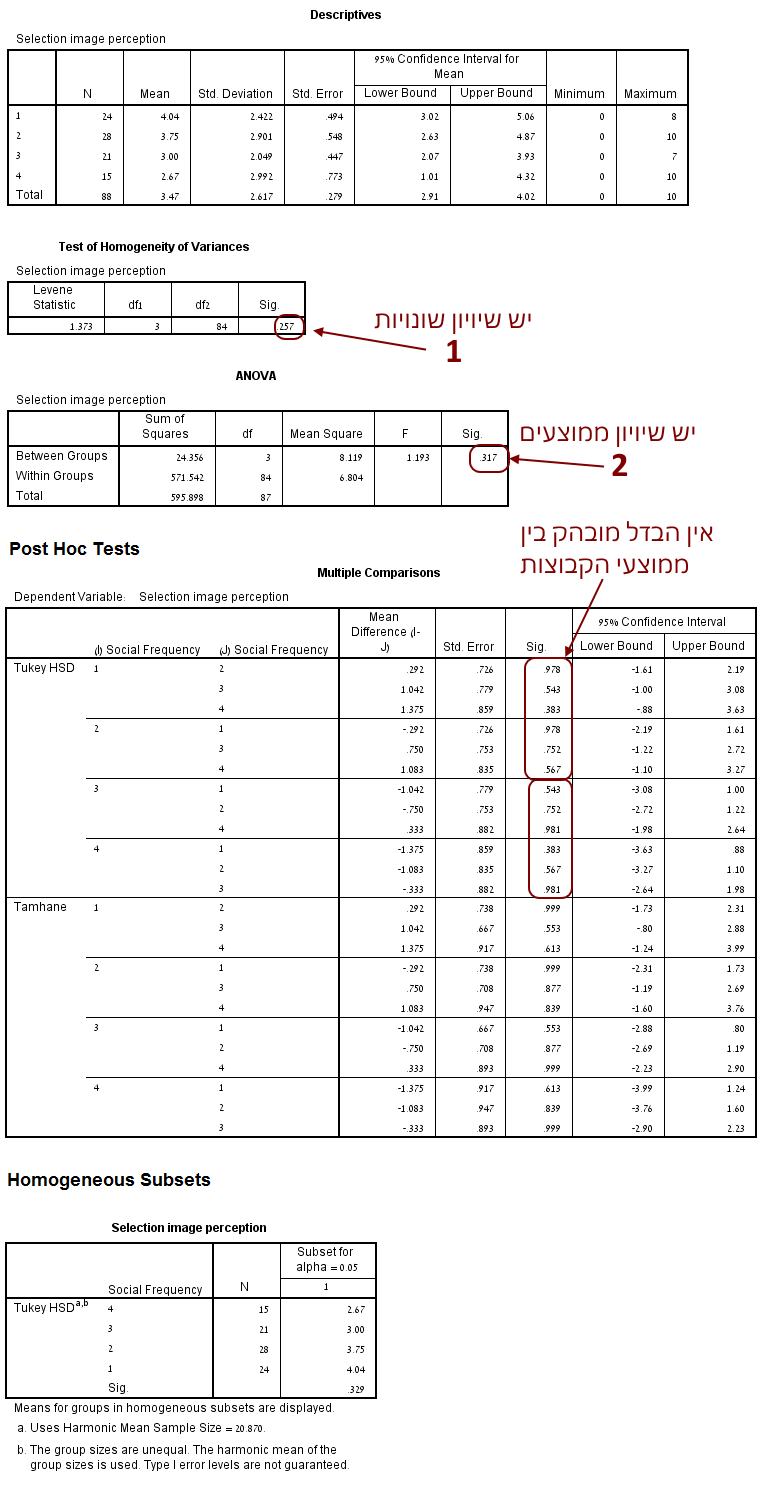 Descriptives
Selection image perception
95% Confidence Interval for Mean
N Mean Std. Deviation Std. Error Lower Bound Upper Bound Minimum Maximum
1 24 4.04 2.422 .494 3.02 5.06 0 8
2 28 3.75 2.901 .548 2.63 4.87 0 10
3 21 3.00 2.049 .447 2.07 3.93 0 7
4 15 2.67 2.992 .773 1.01 4.32 0 10
Total 88 3.47 2.617 .279 2.91 4.02 0 10
Test of Homogeneity of Variances
Selection image perception
Levene Statistic df1 df2 Sig.
1.373 3 84 .257
יש שיויון שונויות
1
ANOVA
Selection image perception
Sum of Squares df Mean Square F Sig.
Between Groups 24.356 3 8.119 1.193 .317
Within Groups 571.542 84 6.804
Total 595.898 87
יש שיויון ממוצעים
2
Post Hoc Tests
אין הבדל מובהק בין
ממוצעי הקבוצות
Multiple Comparisons
Dependent Variable: Selection image perception
95% Confidence Interval
(I) Social Frequency (J) Social Frequency Mean Difference (I-J) Std. Error Sig. Lower Bound Upper Bound
Tukey HSD 1 2 .292 .726 .978 -1.61 2.19
3 1.042 .779 .543 -1.00 3.08
4 1.375 .859 .383 -.88 3.63
2 1 -.292 .726 .978 -2.19 1.61
3 .750 .753 .752 -1.22 2.72
4 1.083 .835 .567 -1.10 3.27
3 1 -1.042 .779 .543 -3.08 1.00
2 -.750 .753 .752 -2.72 1.22
4 .333 .882 .981 -1.98 2.64
4 1 -1.375 .859 .383 -3.63 .88
2 -1.083 .835 .567 -3.27 1.10
3 -.333 .882 .981 -2.64 1.98
Tamhane 1 2 .292 .738 .999 -1.73 2.31
3 1.042 .667 .553 -.80 2.88
4 1.375 .917 .613 -1.24 3.99
2 1 -.292 .738 .999 -2.31 1.73
3 .750 .708 .877 -1.19 2.69
4 1.083 .947 .839 -1.60 3.76
3 1 -1.042 .667 .553 -2.88 .80
2 -.750 .708 .877 -2.69 1.19
4 .333 .893 .999 -2.23 2.90
4 1 -1.375 .917 .613 -3.99 1.24
2 -1.083 .947 .839 -3.76 1.60
3 -.333 .893 .999 -2.90 2.23
Homogeneous Subsets
Selection image perception
Subset for alpha = 0.05
Social Frequency N 1
Tukey HSDa,b 4 15 2.67
3 21 3.00
2 28 3.75
1 24 4.04
Sig. .329
Means for groups in homogeneous subsets are displayed.
a. Uses Harmonic Mean Sample Size = 20.870.
b. The group sizes are unequal. The harmonic mean of the
group sizes is used. Type I error levels are not guaranteed.